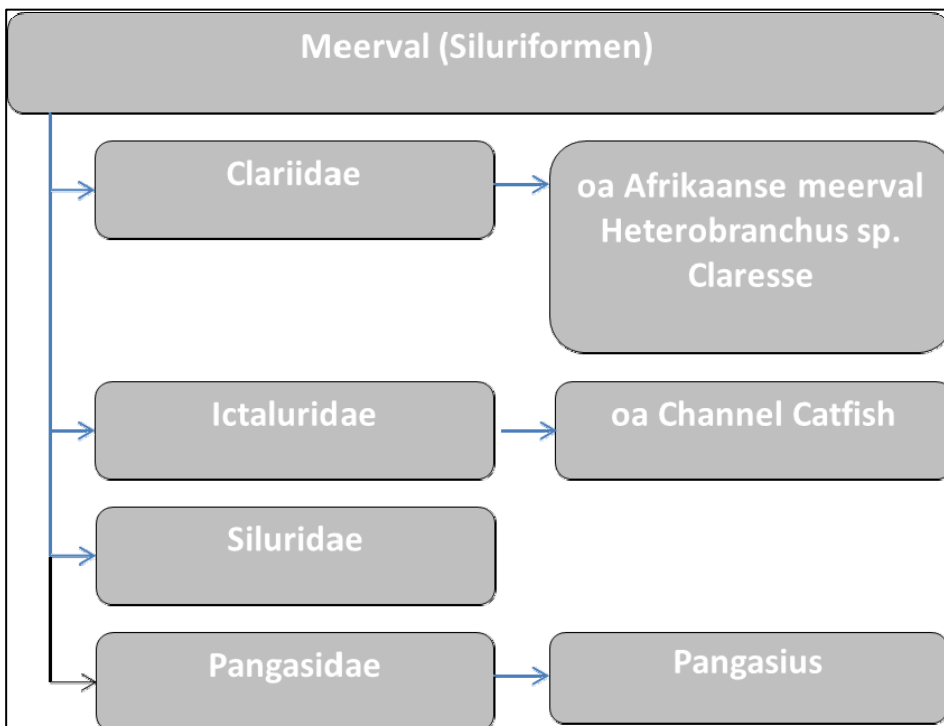 Meerval (Siluriformen)
Clariidae
oa Afrikaanse meerval
Heterobranchus sp.
Claresse
Ictaluridae
oa Channel Catfish
Siluridae
Pangasidae
Pangasius